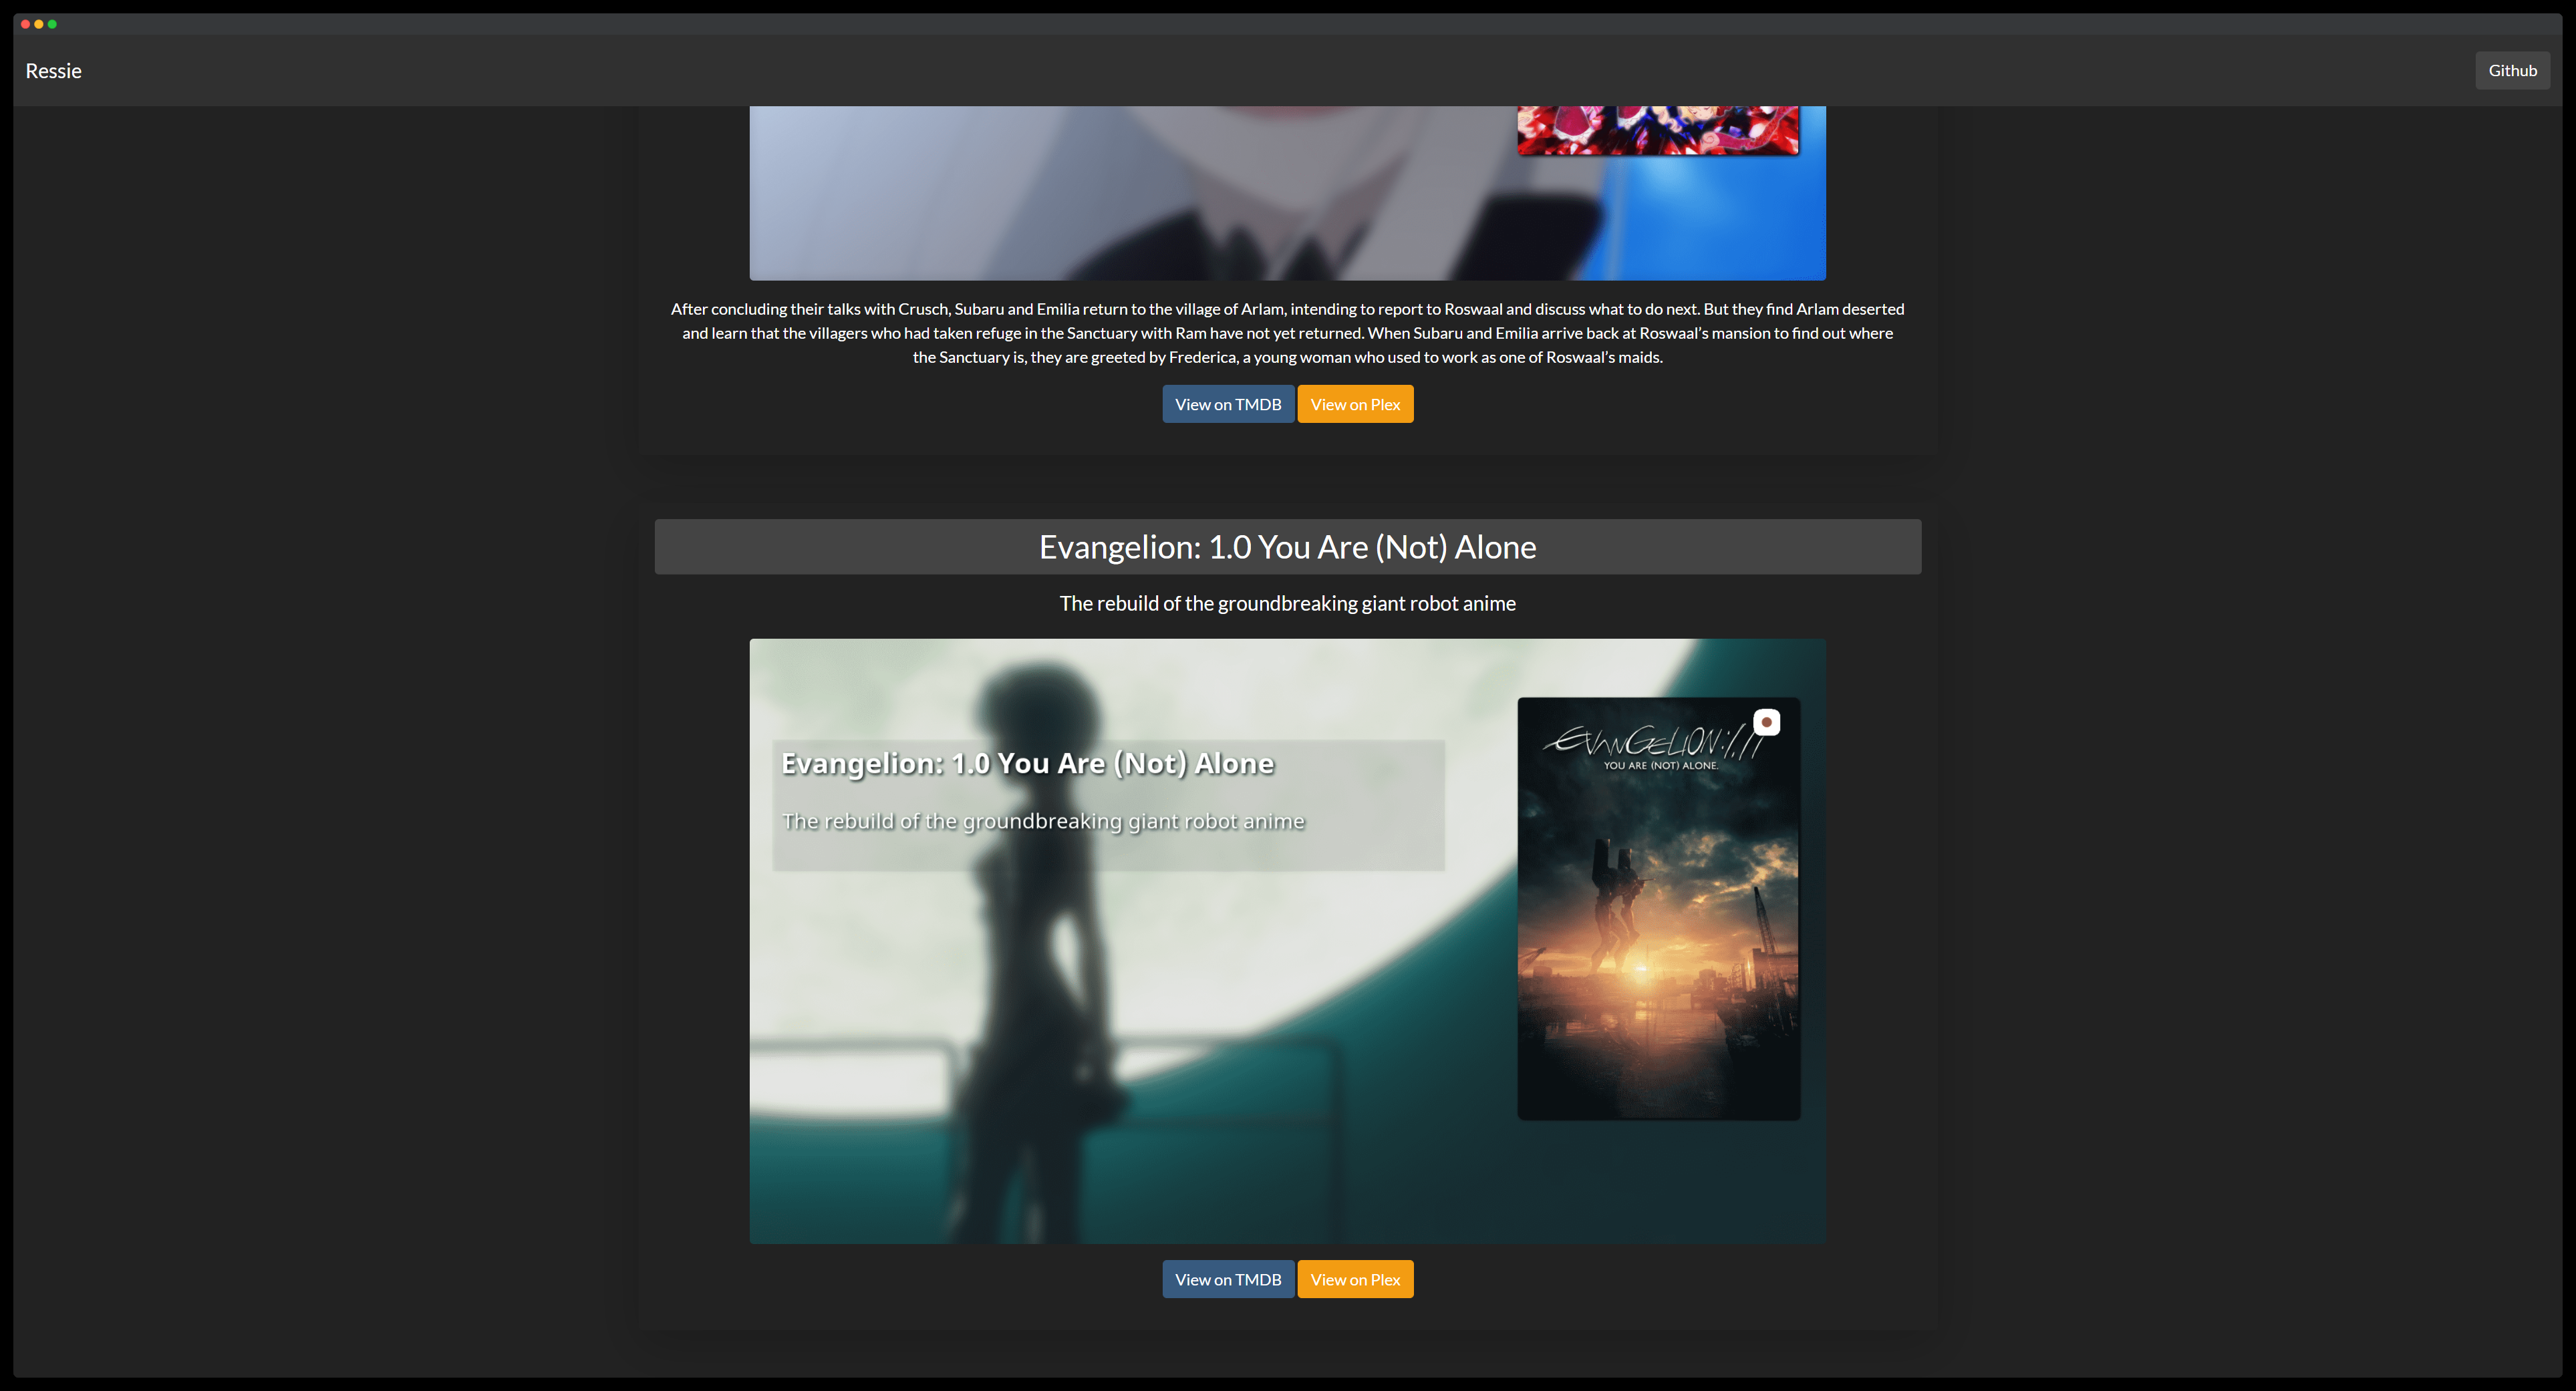 Ressie
Github
After concluding their talks with Crusch, Subaru and Emilia return to the village of Arlam, intending to report to Roswaal and discuss what to do next. But they find Arlam deserted
and learn that the villagers who had taken refuge in the Sanctuary with Ram have not yet returned. When Subaru and Emilia arrive back at Roswaal’s mansion to find out where
the Sanctuary is, they are greeted by Frederica, a young woman who used to work as one of Roswaal’s maids.
View on TMDB
View on Plex
Evangelion: 1.0 You Are (Not) Alone
The rebuild of the groundbreaking giant robot anime
Evangelion: 1.0 You Are (Not) Alone
The rebuild of the groundbreaking giant robot anime
EVANGELION:1.11
YOU ARE (NOT) ALONE.
View on TMDB
View on Plex